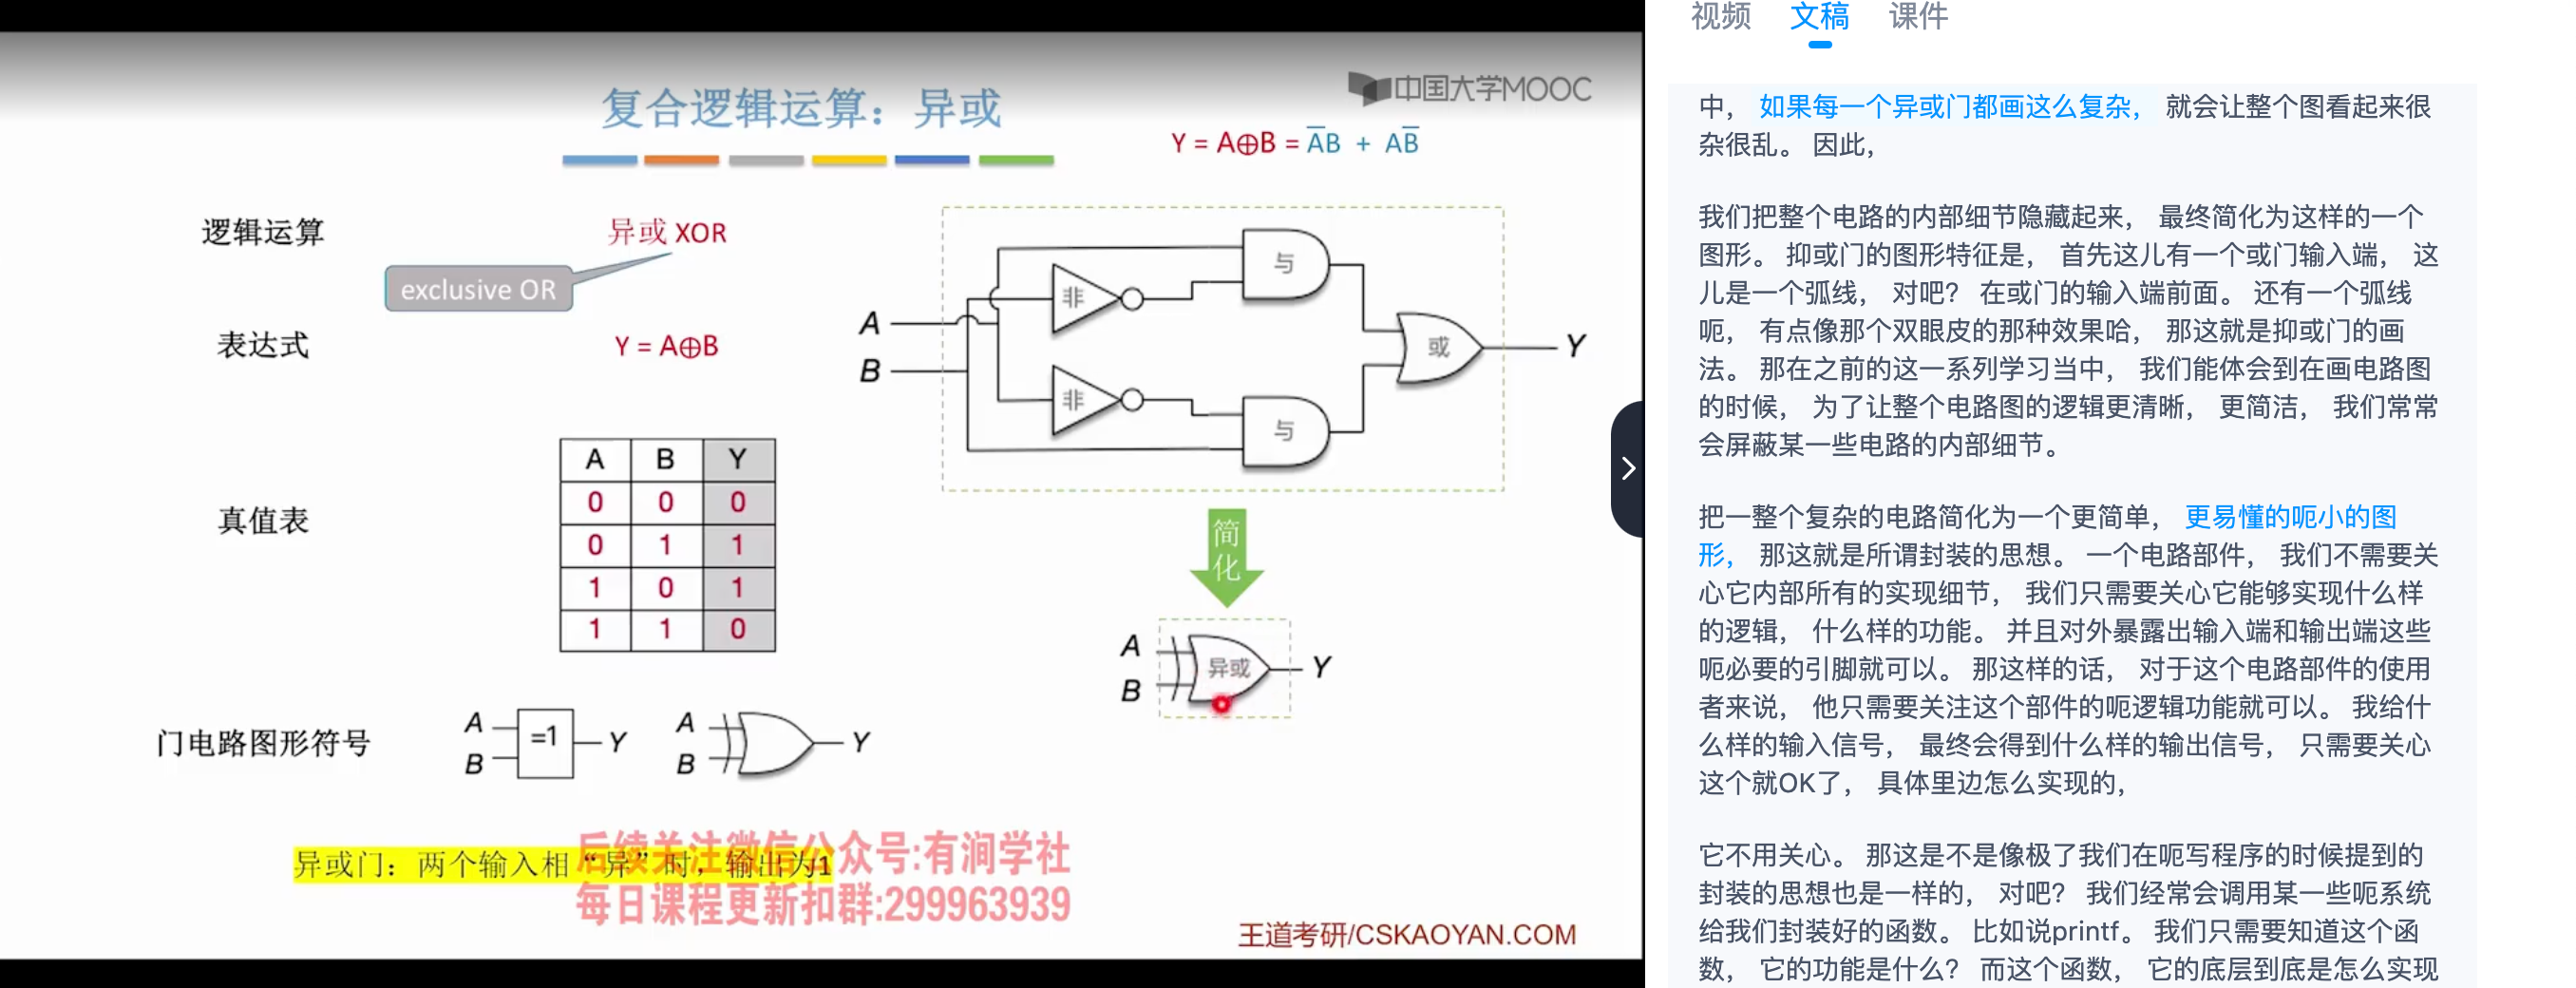 复合逻辑运算：异或
中国大学MOOC
Y = A⊕B = A̅B + AB̅
逻辑运算
异或 XOR
exclusive OR
表达式
Y = A⊕B
真值表
A B Y
0 0 0
0 1 1
1 0 1
1 1 0
门电路图形符号
A
B
=1
Y
A
B
Y
A
B
非
非
与
与
或
Y
简
化
A
B
异或
Y
异或门：两个输入相“异”时，输出为1
后续关注微信公众号:有涧学社
每日课程更新扣群:299963939
王道考研/CSKAOYAN.COM
视频 文稿 课件
中， 如果每一个异或门都画这么复杂， 就会让整个图看起来很
杂很乱。 因此，
我们把整个电路的内部细节隐藏起来， 最终简化为这样的一个
图形。 抑或门的图形特征是， 首先这儿有一个或门输入端， 这
儿是一个弧线， 对吧？ 在或门的输入端前面。 还有一个弧线
呃， 有点像那个双眼皮的那种效果哈， 那这就是抑或门的画
法。 那在之前的这一系列学习当中， 我们能体会到在画电路图
的时候， 为了让整个电路图的逻辑更清晰， 更简洁， 我们常常
会屏蔽某一些电路的内部细节。
把一整个复杂的电路简化为一个更简单， 更易懂的呃小的图
形， 那这就是所谓封装的思想。 一个电路部件， 我们不需要关
心它内部所有的实现细节， 我们只需要关心它能够实现什么样
的逻辑， 什么样的功能。 并且对外暴露出输入端和输出端这些
呃必要的引脚就可以。 那这样的话， 对于这个电路部件的使用
者来说， 他只需要关注这个部件的呃逻辑功能就可以。 我给什
么样的输入信号， 最终会得到什么样的输出信号， 只需要关心
这个就OK了， 具体里边怎么实现的，
它不用关心。 那这是不是像极了我们在呃写程序的时候提到的
封装的思想也是一样的， 对吧？ 我们经常会调用某一些呃系统
给我们封装好的函数。 比如说printf。 我们只需要知道这个函
数， 它的功能是什么？ 而这个函数， 它的底层到底是怎么实现